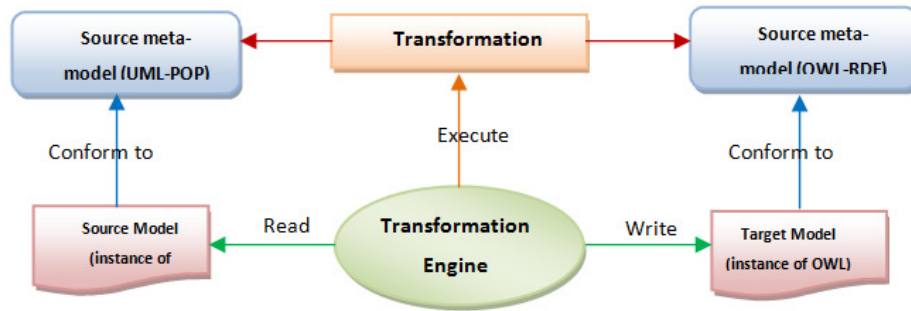 Source meta-
model (UML-POP)
Transformation
Source meta-
model (OWL-RDF)
Conform to
Execute
Conform to
Source Model
(instance of
Read
Transformation
Engine
Write
Target Model
(instance of OWL)